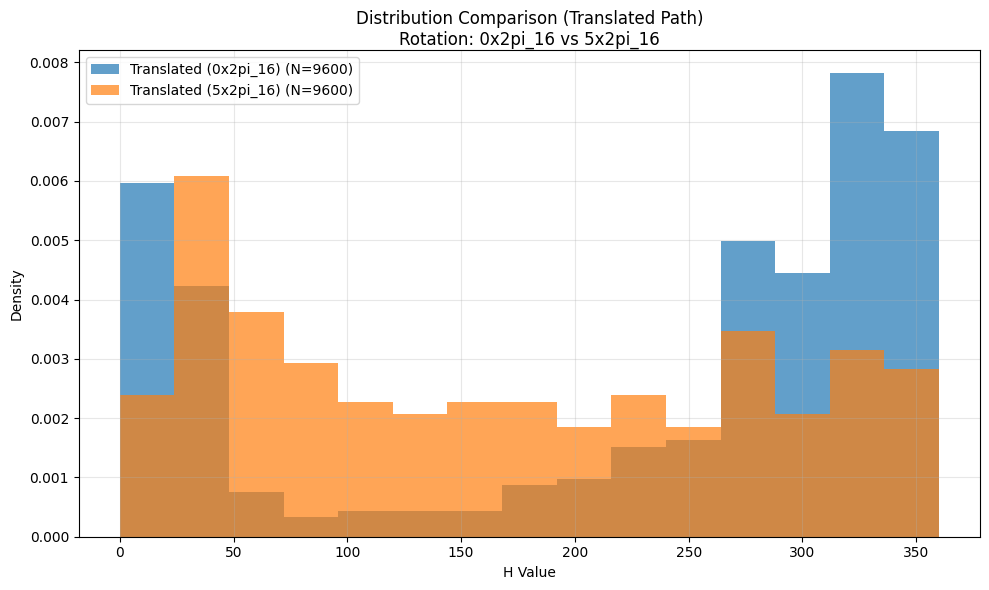 Distribution Comparison (Translated Path)
Rotation: 0x2pi_16 vs 5x2pi_16
Translated (0x2pi_16) (N=9600)
Translated (5x2pi_16) (N=9600)
Density
0.008
0.007
0.006
0.005
0.004
0.003
0.002
0.001
0.000
0 50 100 150 200 250 300 350
H Value